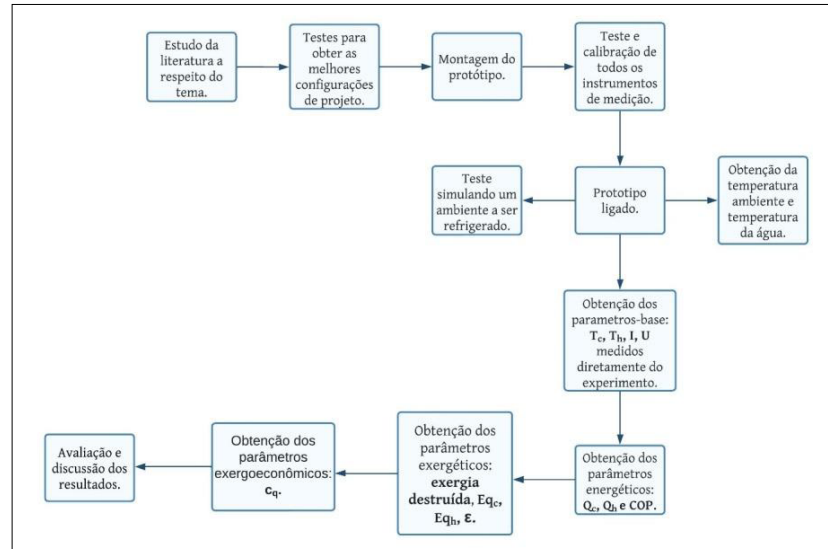 Estudo da
literatura a
respeito do
tema.
Testes para
obter as
melhores
configurações
de projeto.
Montagem do
protótipo.
Teste e
calibração de
todos os
instrumentos
de medição.
Teste
simulando um
ambiente a ser
refrigerado.
Prototipo
ligado.
Obtenção da
temperatura
ambiente e
temperatura
da água.
Obtenção dos
parametros-base:
Tc, Th, I, U
medidos
diretamente do
experimento.
Obtenção dos
parâmetros
energéticos:
Qc, Qh e COP.
Obtenção dos
parâmetros
exergéticos:
exergia
destruída, Eqc,
Eqh, ε.
Obtenção dos
parâmetros
exergoeconômicos:
cq.
Avaliação e
discussão dos
resultados.